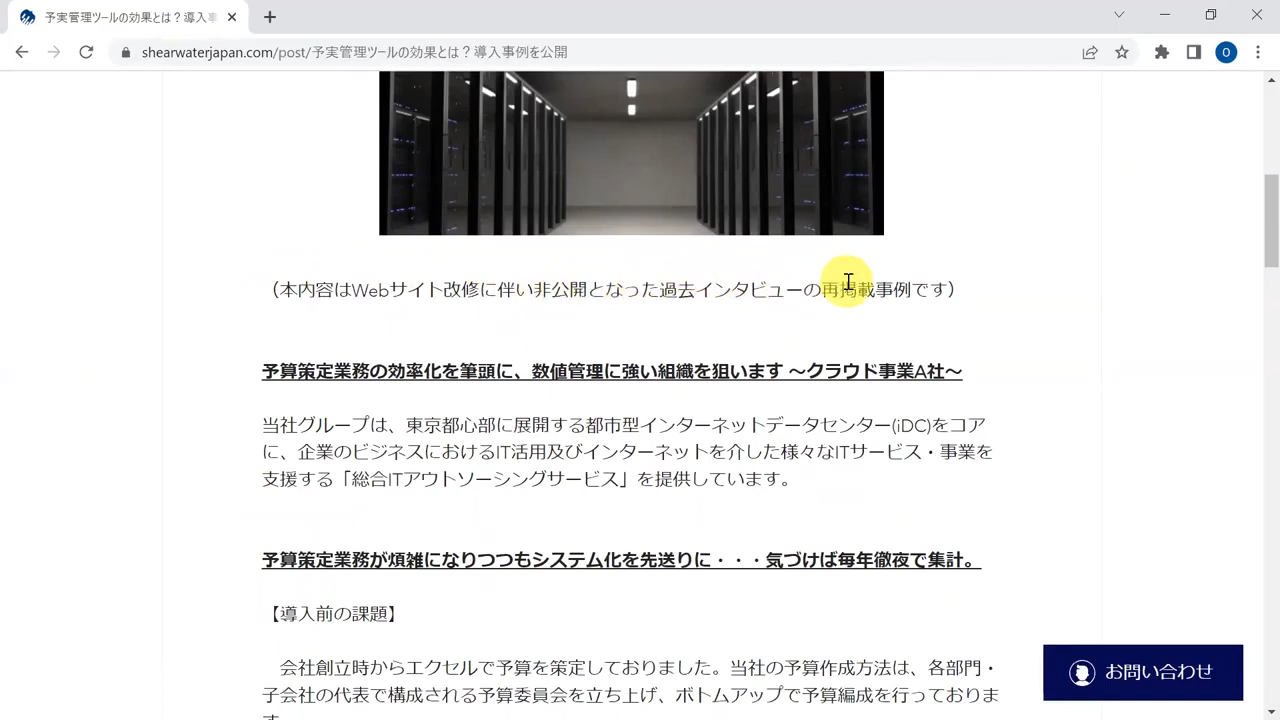 予実管理ツールの効果とは？導入事
shearwaterjapan.com/post/予実管理ツールの効果とは？導入事例を公開
O
（本内容はWebサイト改修に伴い非公開となった過去インタビューの再掲載事例です）
予算策定業務の効率化を筆頭に、数値管理に強い組織を狙います ～クラウド事業A社～
当社グループは、東京都心部に展開する都市型インターネットデータセンター(iDC)をコア
に、企業のビジネスにおけるIT活用及びインターネットを介した様々なITサービス・事業を
支援する「総合ITアウトソーシングサービス」を提供しています。
予算策定業務が煩雑になりつつもシステム化を先送りに・・・気づけば毎年徹夜で集計。
【導入前の課題】
会社創立時からエクセルで予算を策定しておりました。当社の予算作成方法は、各部門・
子会社の代表で構成される予算委員会を立ち上げ、ボトムアップで予算編成を行っておりま
す
お問い合わせ